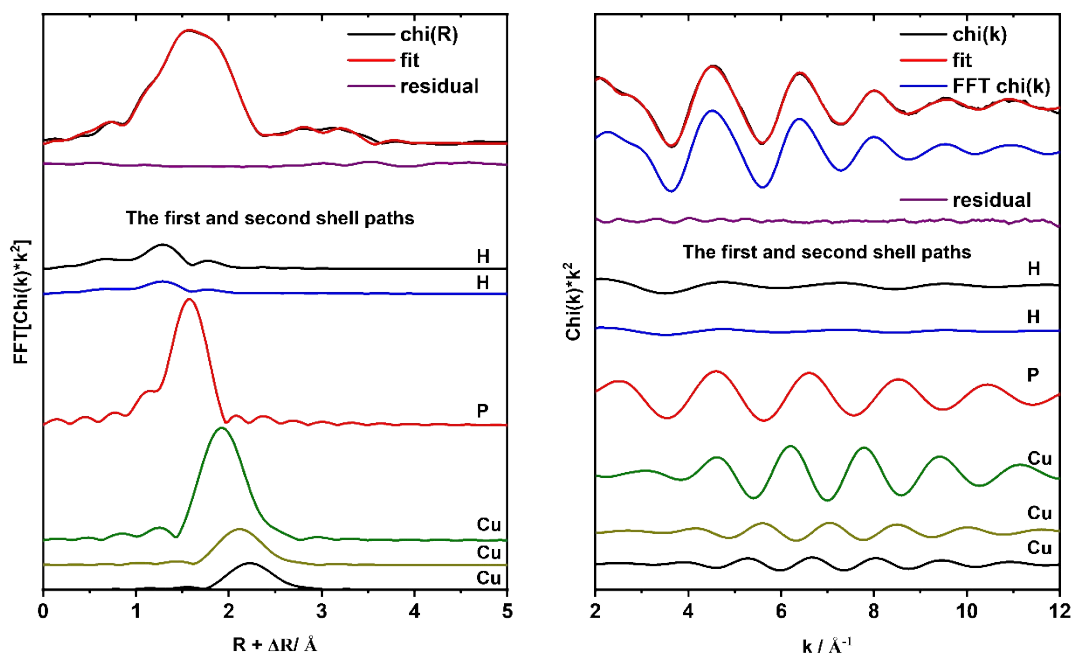 chi(R)
fit
residual
The first and second shell paths
H
H
P
Cu
Cu
Cu
FFT[Chi(k)*k²]
0 1 2 3 4 5
R + ΔR/ Å
chi(k)
fit
FFT chi(k)
residual
The first and second shell paths
H
H
P
Cu
Cu
Cu
Chi(k)*k²
2 4 6 8 10 12
k / Å⁻¹